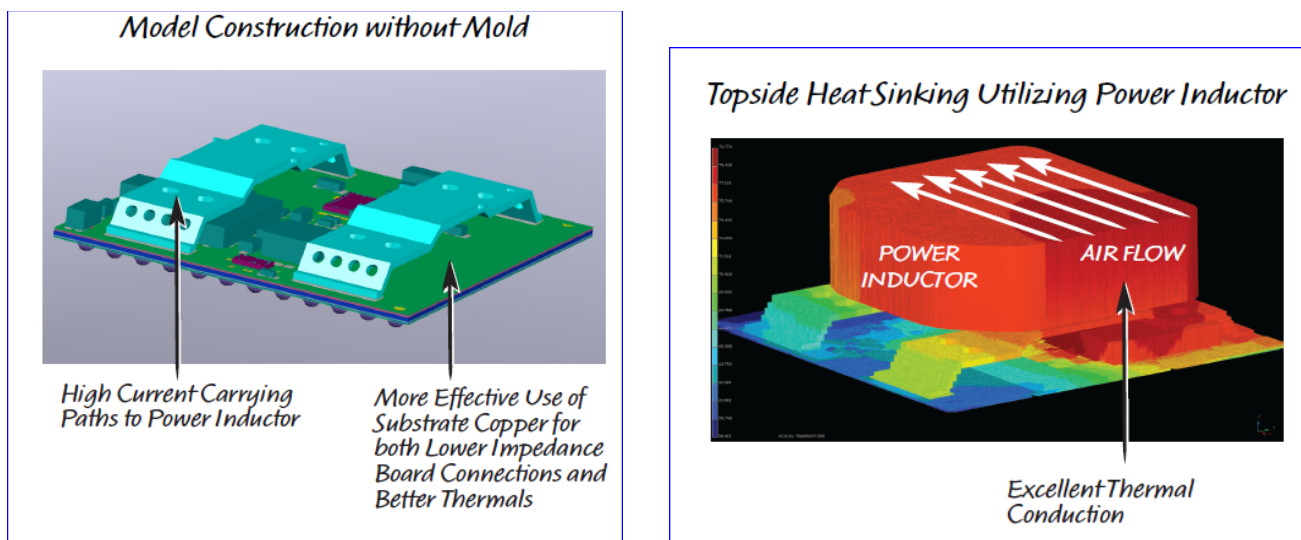 Model Construction without Mold
High Current Carrying
Paths to Power Inductor
More Effective Use of
Substrate Copper for
both Lower Impedance
Board Connections and
Better Thermals
Topside Heat Sinking Utilizing Power Inductor
POWER
INDUCTOR
AIR FLOW
NODAL TEMPERATURE
Excellent Thermal
Conduction